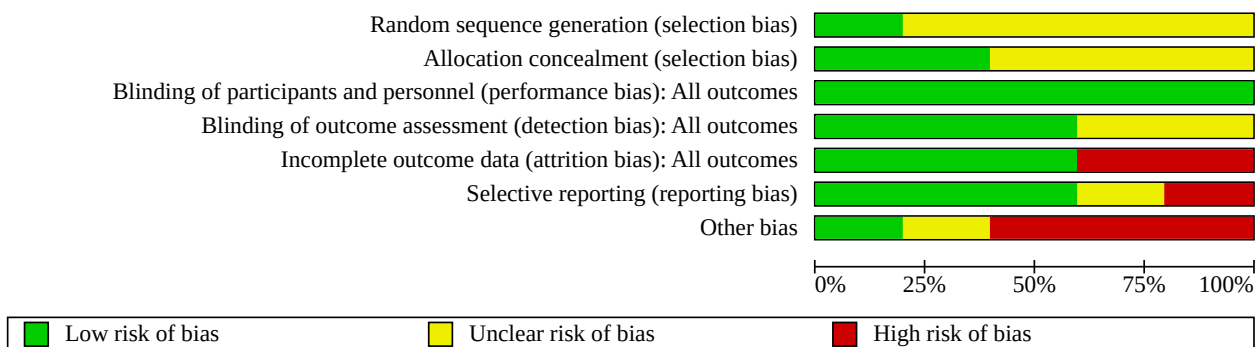 Random sequence generation (selection bias)
Allocation concealment (selection bias)
Blinding of participants and personnel (performance bias): All outcomes
Blinding of outcome assessment (detection bias): All outcomes
Incomplete outcome data (attrition bias): All outcomes
Selective reporting (reporting bias)
Other bias
0% 25% 50% 75% 100%
Low risk of bias Unclear risk of bias High risk of bias